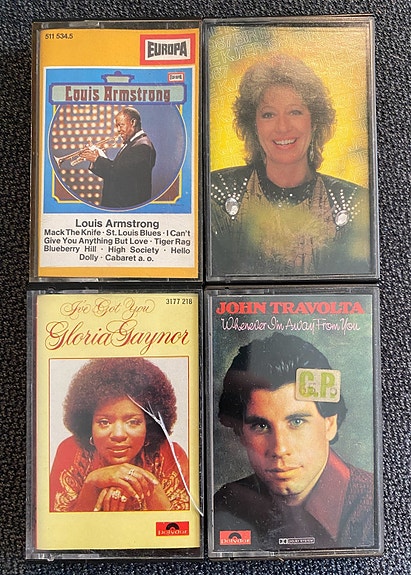 511 534.5
EUROPA
Louis Armstrong
Louis Armstrong
Mack The Knife · St. Louis Blues · I Can't
Give You Anything But Love · Tiger Rag
Blueberry Hill · High Society · Hello
Dolly · Cabaret a. o.
I've Got You
3177 218
Gloria Gaynor
Polydor
JOHN TRAVOLTA
Whenever I'm Away From You
C.P.
Polydor